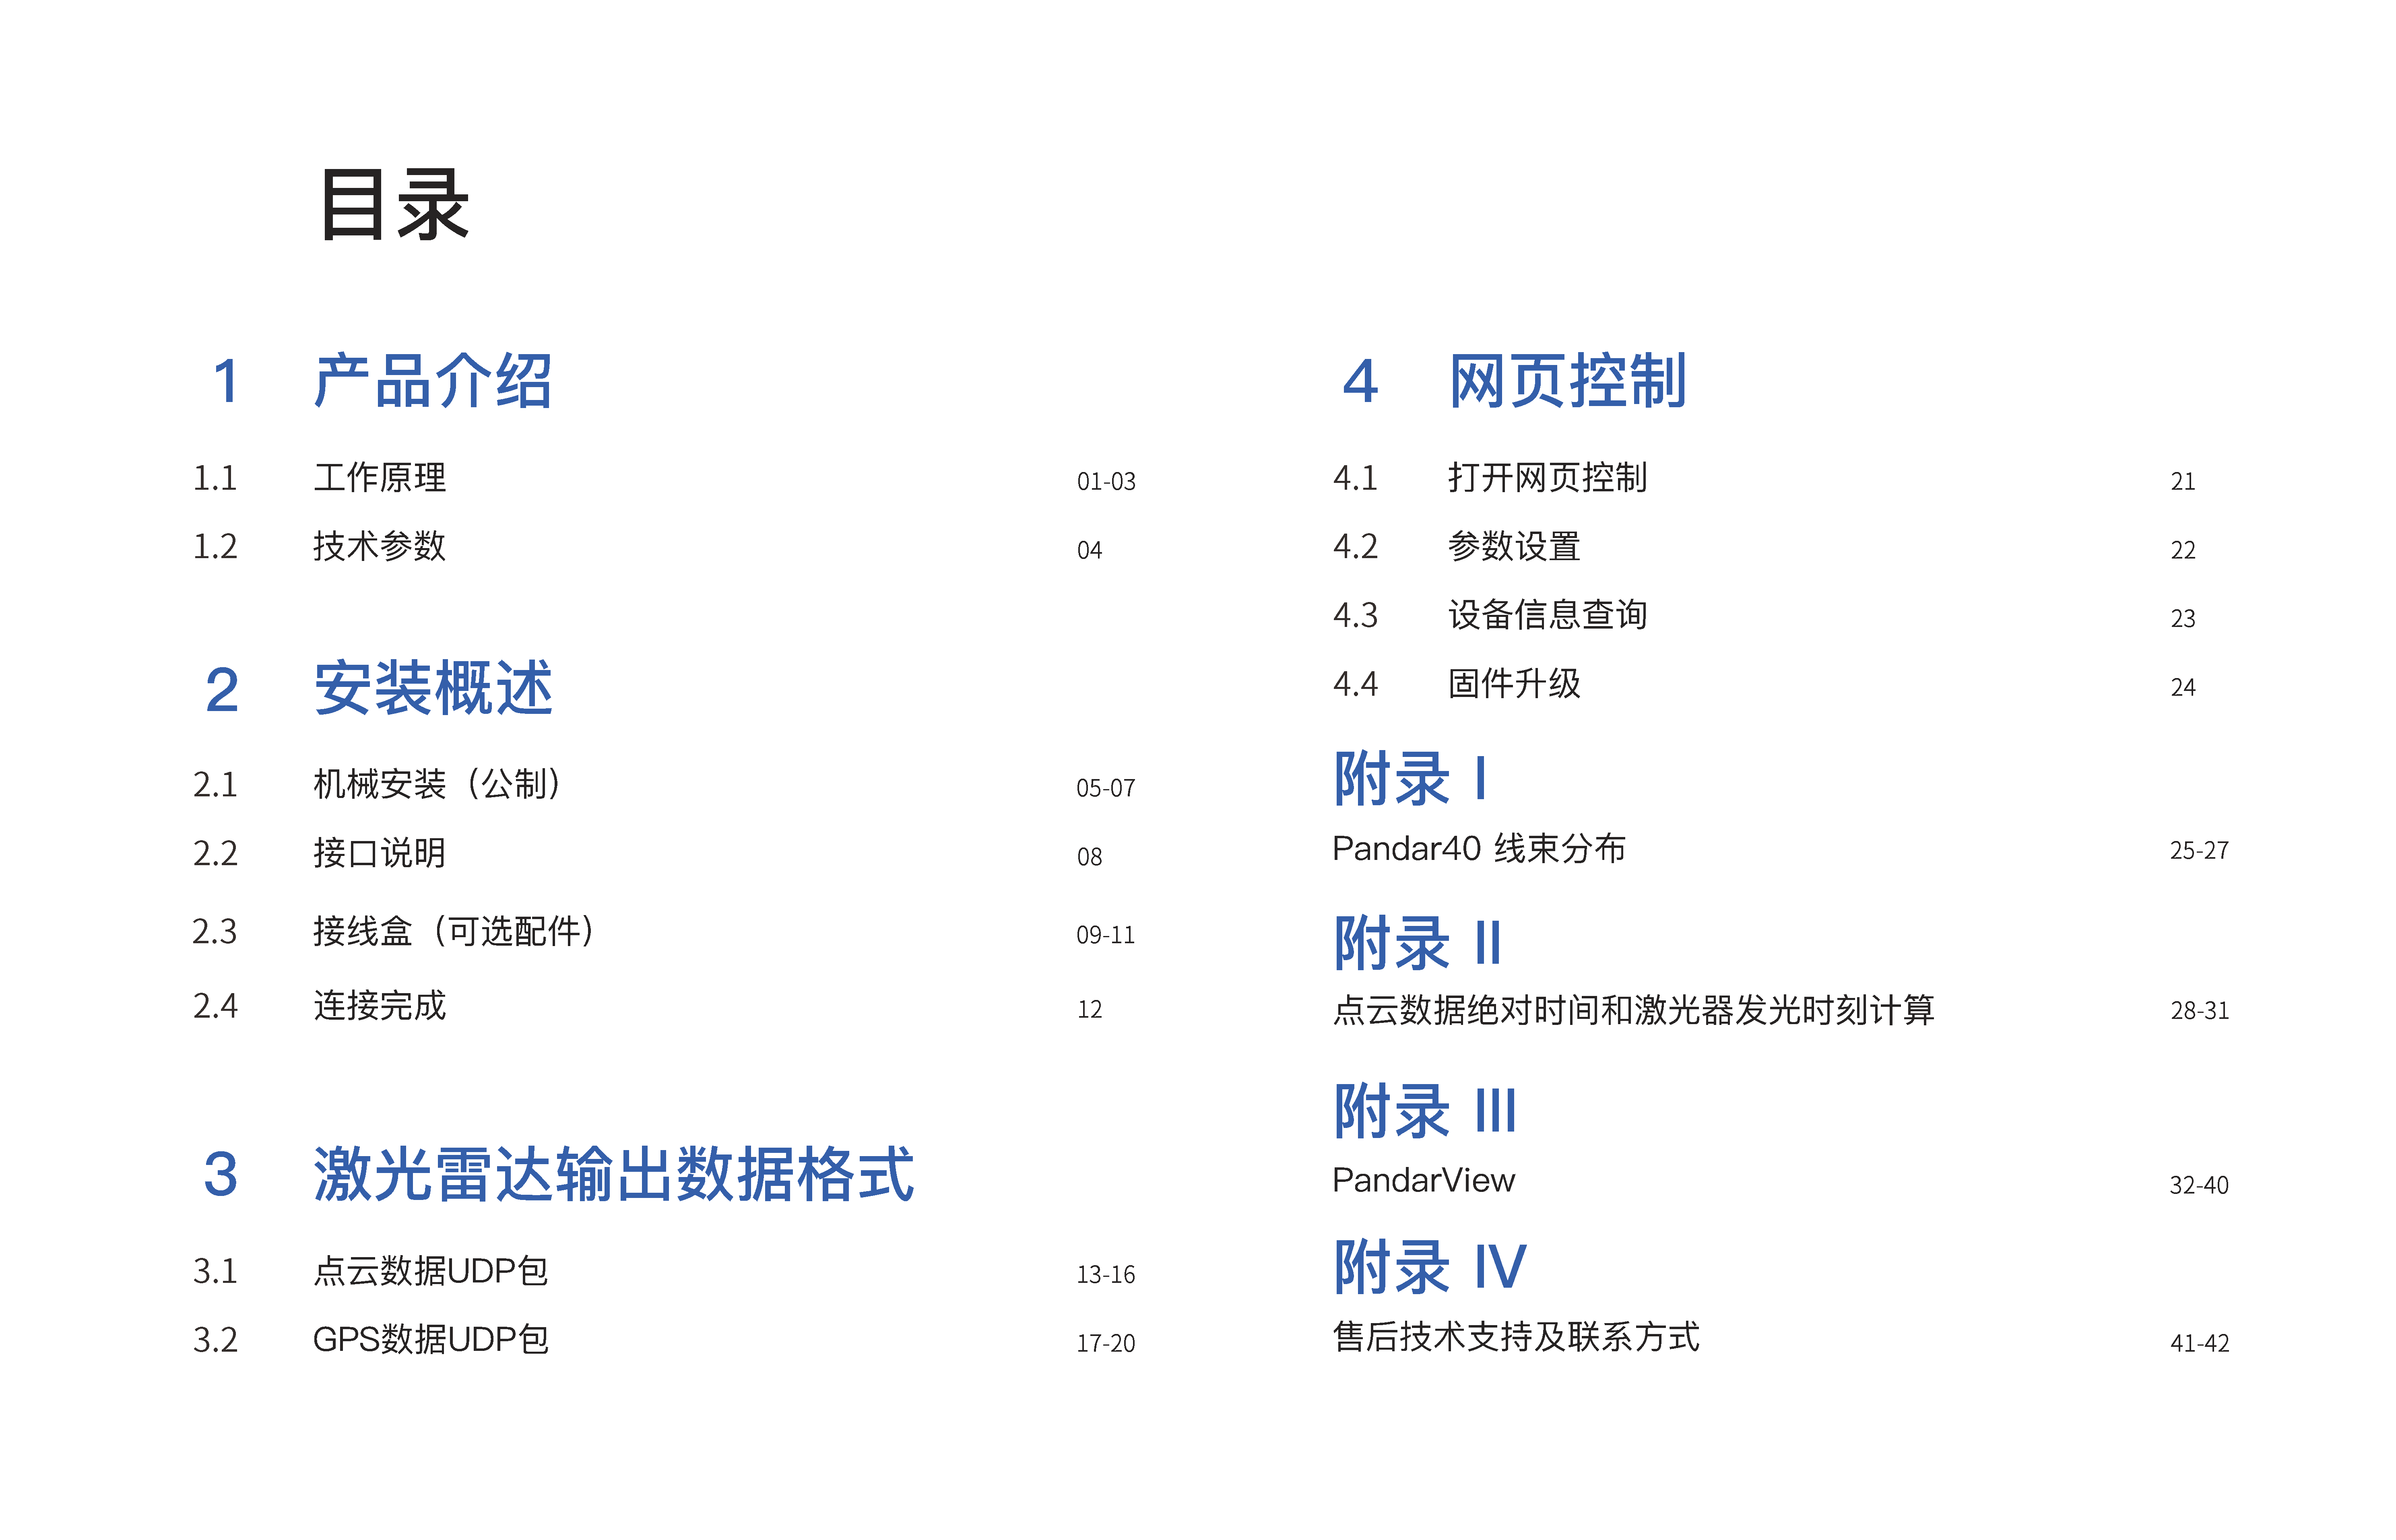 目录
1 产品介绍
1.1 工作原理 01-03
1.2 技术参数 04
2 安装概述
2.1 机械安装（公制） 05-07
2.2 接口说明 08
2.3 接线盒（可选配件） 09-11
2.4 连接完成 12
3 激光雷达输出数据格式
3.1 点云数据UDP包 13-16
3.2 GPS数据UDP包 17-20
4 网页控制
4.1 打开网页控制 21
4.2 参数设置 22
4.3 设备信息查询 23
4.4 固件升级 24
附录 I
Pandar40 线束分布 25-27
附录 II
点云数据绝对时间和激光器发光时刻计算 28-31
附录 III
PandarView 32-40
附录 IV
售后技术支持及联系方式 41-42